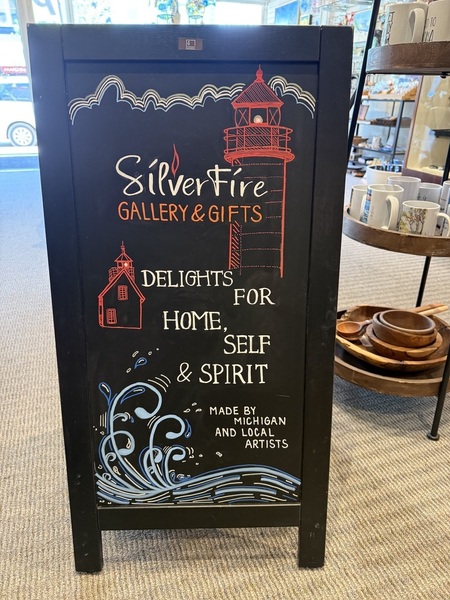 SilverFire
GALLERY & GIFTS
DELIGHTS
FOR
HOME,
SELF
& SPIRIT
MADE BY
MICHIGAN
AND LOCAL
ARTISTS